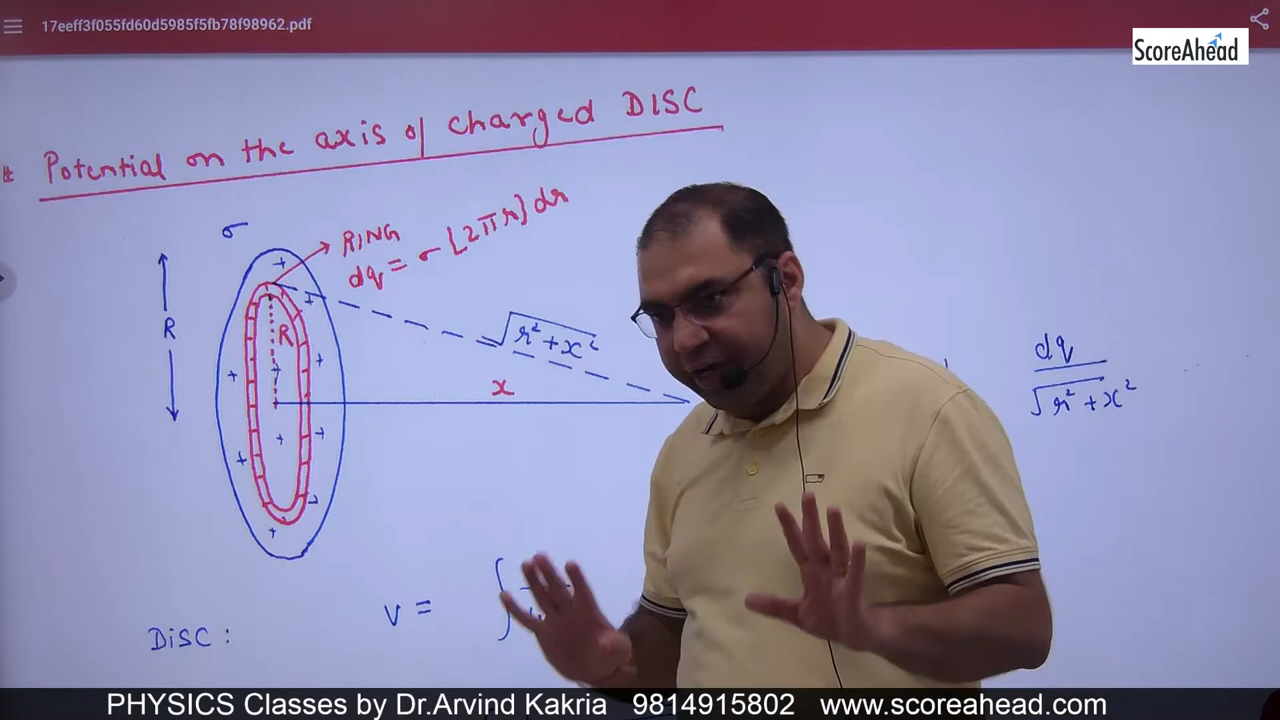 17eeff3f055fd60d5985f5fb78f98962.pdf
ScoreAhead
Potential on the axis of charged DISC
σ
RING
dq = σ [2πr] dr
R
R
√r² + x²
x
dq
√r² + x²
V = ∫
DISC :
PHYSICS Classes by Dr.Arvind Kakria 9814915802 www.scoreahead.com